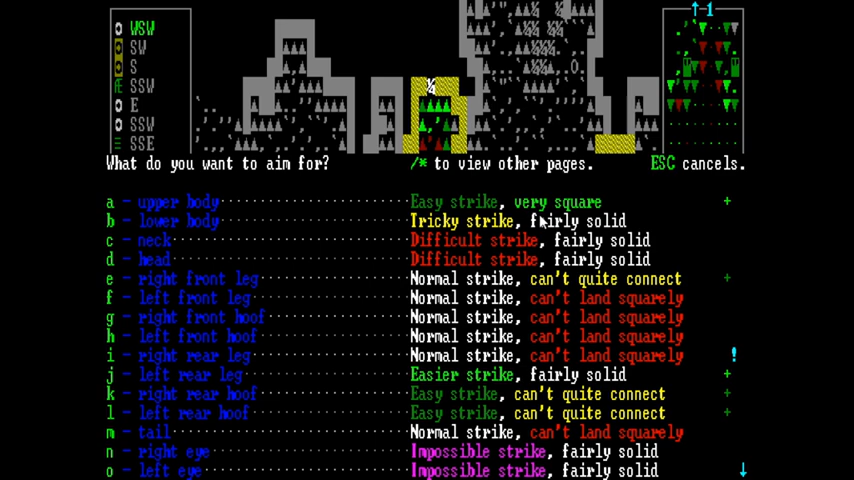 WSW
SW
S
SSW
E
SSW
SSE
↑1
What do you want to aim for? /* to view other pages. ESC cancels.
a - upper body Easy strike, very square +
b - lower body Tricky strike, fairly solid
c - neck Difficult strike, fairly solid
d - head Difficult strike, fairly solid
e - right front leg Normal strike, can't quite connect +
f - left front leg Normal strike, can't land squarely
g - right front hoof Normal strike, can't land squarely
h - left front hoof Normal strike, can't land squarely
i - right rear leg Normal strike, can't land squarely !
j - left rear leg Easier strike, fairly solid +
k - right rear hoof Easy strike, can't quite connect +
l - left rear hoof Easy strike, can't quite connect +
m - tail Normal strike, can't land squarely
n - right eye Impossible strike, fairly solid
o - left eye Impossible strike, fairly solid ↓